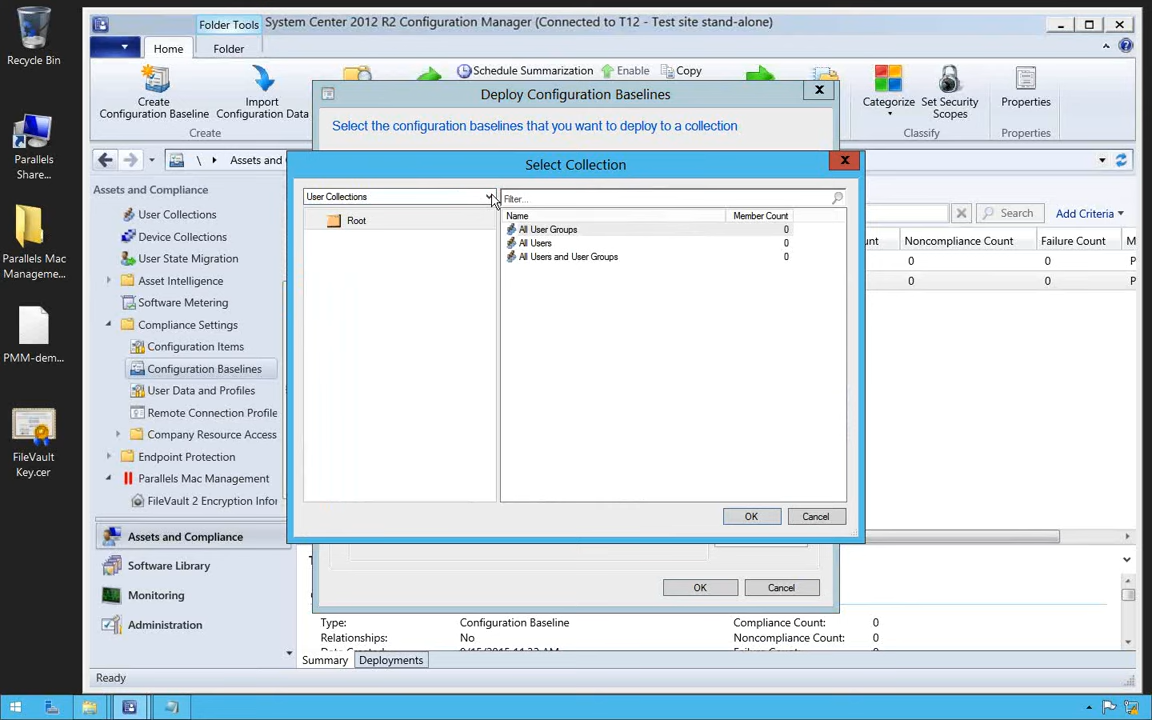 Recycle Bin
Parallels
Share...
Parallels Mac
Manageme...
PMM-dem...
FileVault
Key.cer
Folder Tools
System Center 2012 R2 Configuration Manager (Connected to T12 - Test site stand-alone)
Home
Folder
Create
Configuration Baseline
Import
Configuration Data
Create
Schedule Summarization
Enable
Copy
Categorize
Set Security
Scopes
Classify
Properties
Properties
\
Assets and
Assets and Compliance
User Collections
Device Collections
User State Migration
Asset Intelligence
Software Metering
Compliance Settings
Configuration Items
Configuration Baselines
User Data and Profiles
Remote Connection Profile
Company Resource Access
Endpoint Protection
Parallels Mac Management
FileVault 2 Encryption Infor
Assets and Compliance
Software Library
Monitoring
Administration
Ready
Search
Add Criteria
unt
Noncompliance Count
Failure Count
M
0
0
P
0
0
P
Deploy Configuration Baselines
Select the configuration baselines that you want to deploy to a collection
Select Collection
User Collections
Filter...
Root
Name
Member Count
All User Groups
0
All Users
0
All Users and User Groups
0
OK
Cancel
OK
Cancel
Type:
Configuration Baseline
Compliance Count:
0
Relationships:
No
Noncompliance Count:
0
Failure Count:
0
Summary
Deployments